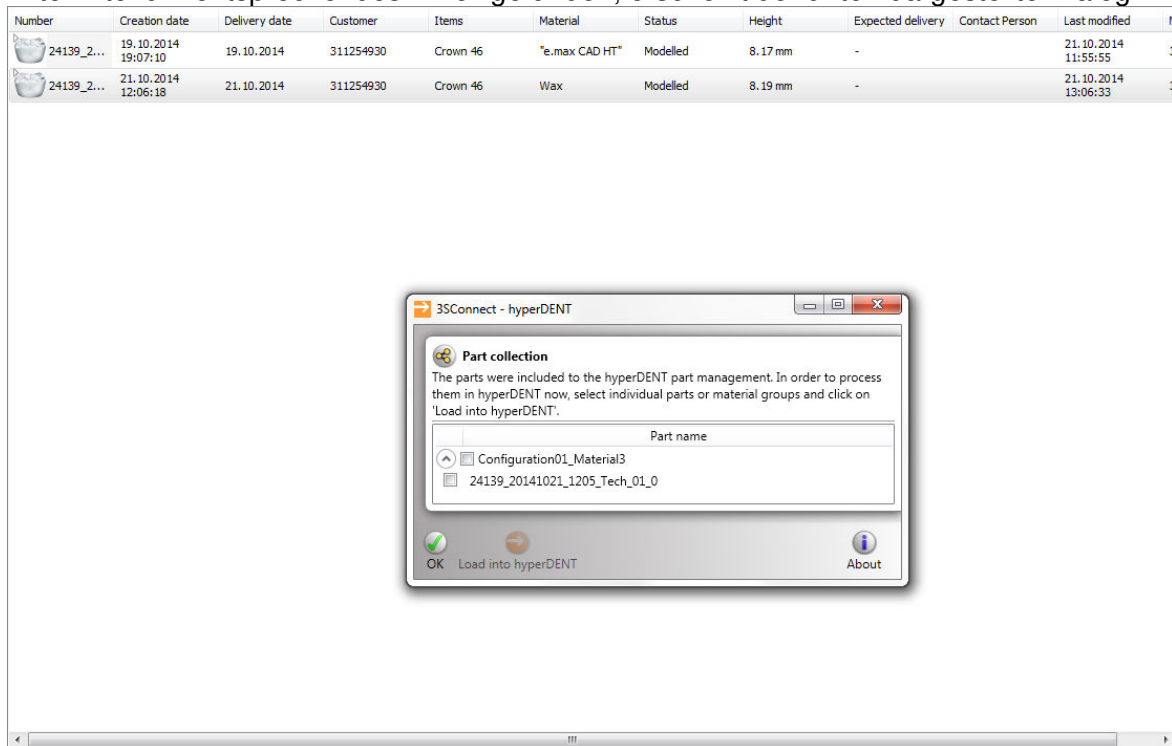 Number Creation date Delivery date Customer Items Material Status Height Expected delivery Contact Person Last modified
24139_2... 19.10.2014 19:07:10 19.10.2014 311254930 Crown 46 "e.max CAD HT" Modelled 8.17 mm - 21.10.2014 11:55:55
24139_2... 21.10.2014 12:06:18 21.10.2014 311254930 Crown 46 Wax Modelled 8.19 mm - 21.10.2014 13:06:33
3SConnect - hyperDENT
Part collection
The parts were included to the hyperDENT part management. In order to process
them in hyperDENT now, select individual parts or material groups and click on
'Load into hyperDENT'.
Part name
Configuration01_Material3
24139_20141021_1205_Tech_01_0
OK Load into hyperDENT About